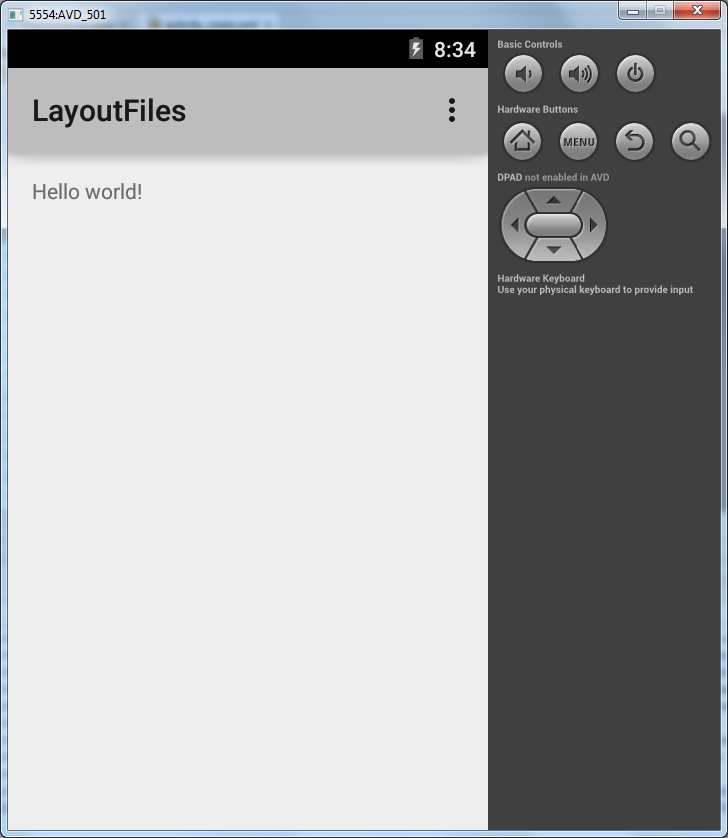 5554:AVD_501
8:34
LayoutFiles
Hello world!
Basic Controls
Hardware Buttons
MENU
DPAD not enabled in AVD
Hardware Keyboard
Use your physical keyboard to provide input